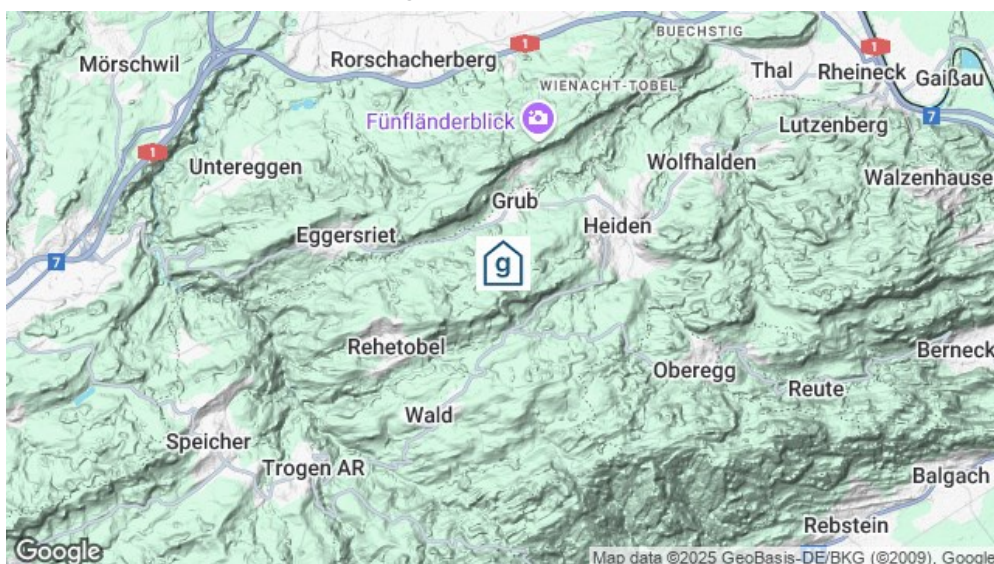 BUECHSTIG
1
1
Mörschwil
Rorschacherberg
Thal
Rheineck
Gaißau
WIENACHT-TOBEL
Fünfländerblick
7
Lutzenberg
1
Untereggen
Wolfhalden
Walzenhause
Grub
Heiden
Eggersriet
7
g
Rehetobel
Berneck
Oberegg
Reute
Wald
Speicher
Trogen AR
Balgach
Rebstein
Google
Map data ©2025 GeoBasis-DE/BKG (©2009), Google